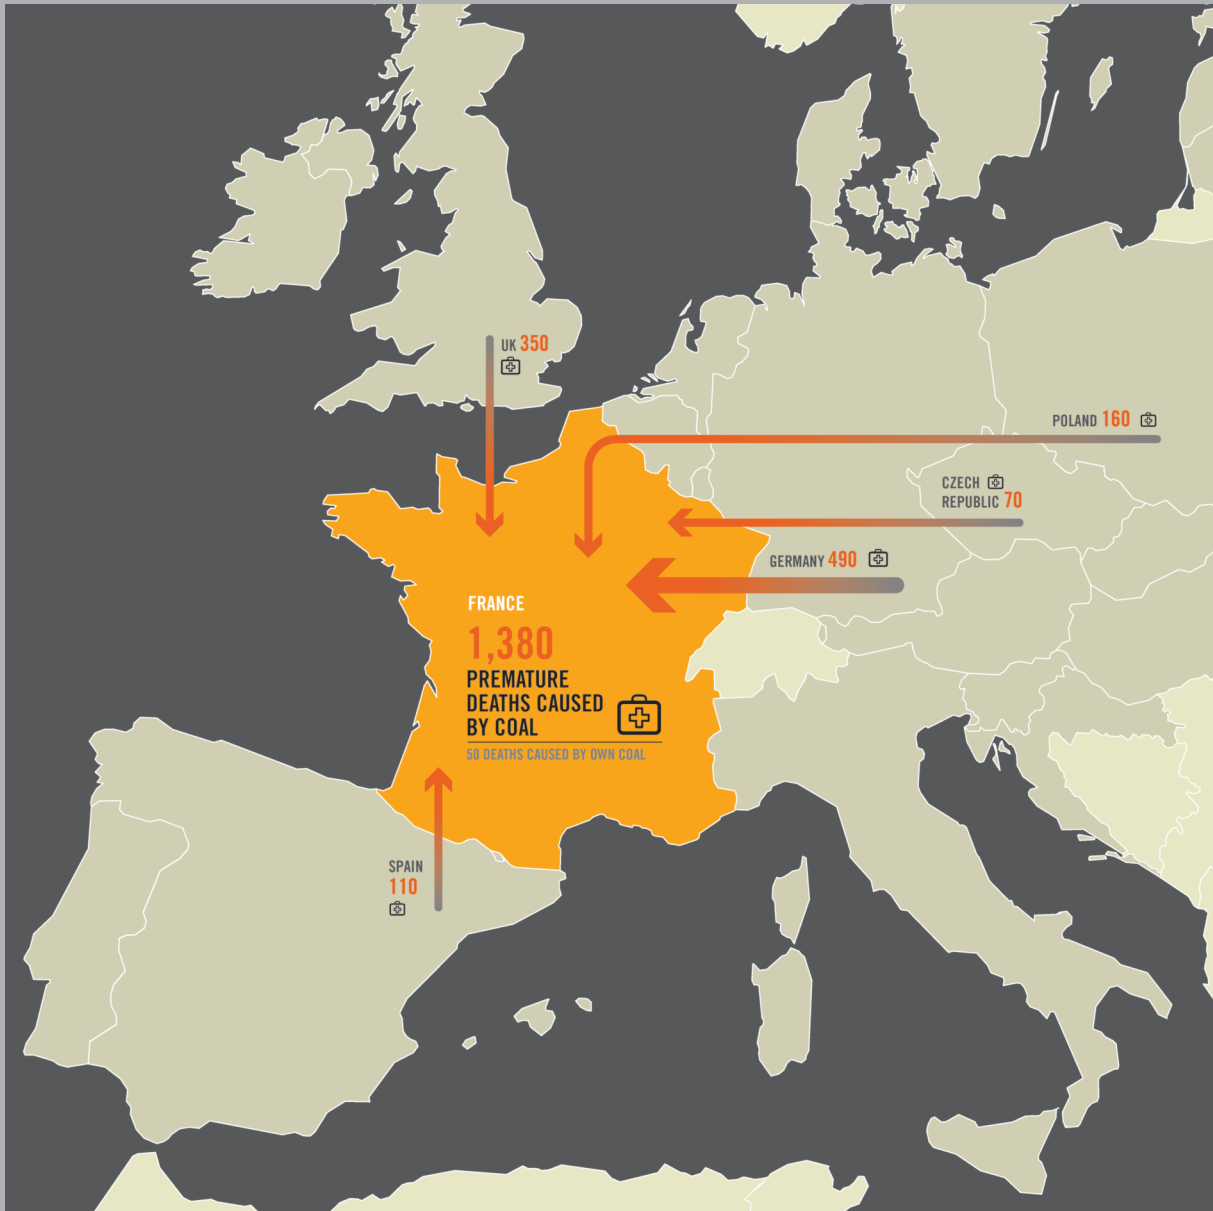 UK 350
POLAND 160
CZECH
REPUBLIC 70
GERMANY 490
FRANCE
1,380
PREMATURE
DEATHS CAUSED
BY COAL
50 DEATHS CAUSED BY OWN COAL
SPAIN
110